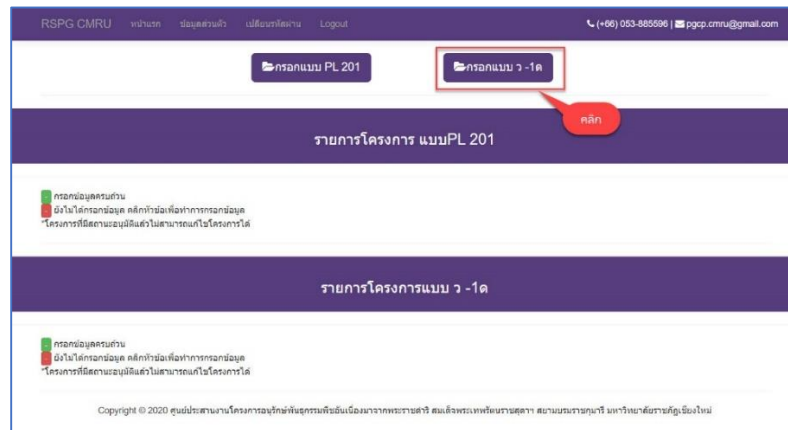 RSPG CMRU หน้าแรก ข้อมูลส่วนตัว เปลี่ยนรหัสผ่าน Logout (+66) 053-885596 | pgcp.cmru@gmail.com
กรอกแบบ PL 201 กรอกแบบ ว -1ด
คลิก
รายการโครงการ แบบPL 201
- กรอกข้อมูลครบถ้วน
- ยังไม่ได้กรอกข้อมูล คลิกหัวข้อเพื่อทำการกรอกข้อมูล
*โครงการที่มีสถานะอนุมัติแล้วไม่สามารถแก้ไขโครงการได้
รายการโครงการแบบ ว -1ด
- กรอกข้อมูลครบถ้วน
- ยังไม่ได้กรอกข้อมูล คลิกหัวข้อเพื่อทำการกรอกข้อมูล
*โครงการที่มีสถานะอนุมัติแล้วไม่สามารถแก้ไขโครงการได้
Copyright © 2020 ศูนย์ประสานงานโครงการอนุรักษ์พันธุกรรมพืชอันเนื่องมาจากพระราชดำริ สมเด็จพระเทพรัตนราชสุดาฯ สยามบรมราชกุมารี มหาวิทยาลัยราชภัฏเชียงใหม่